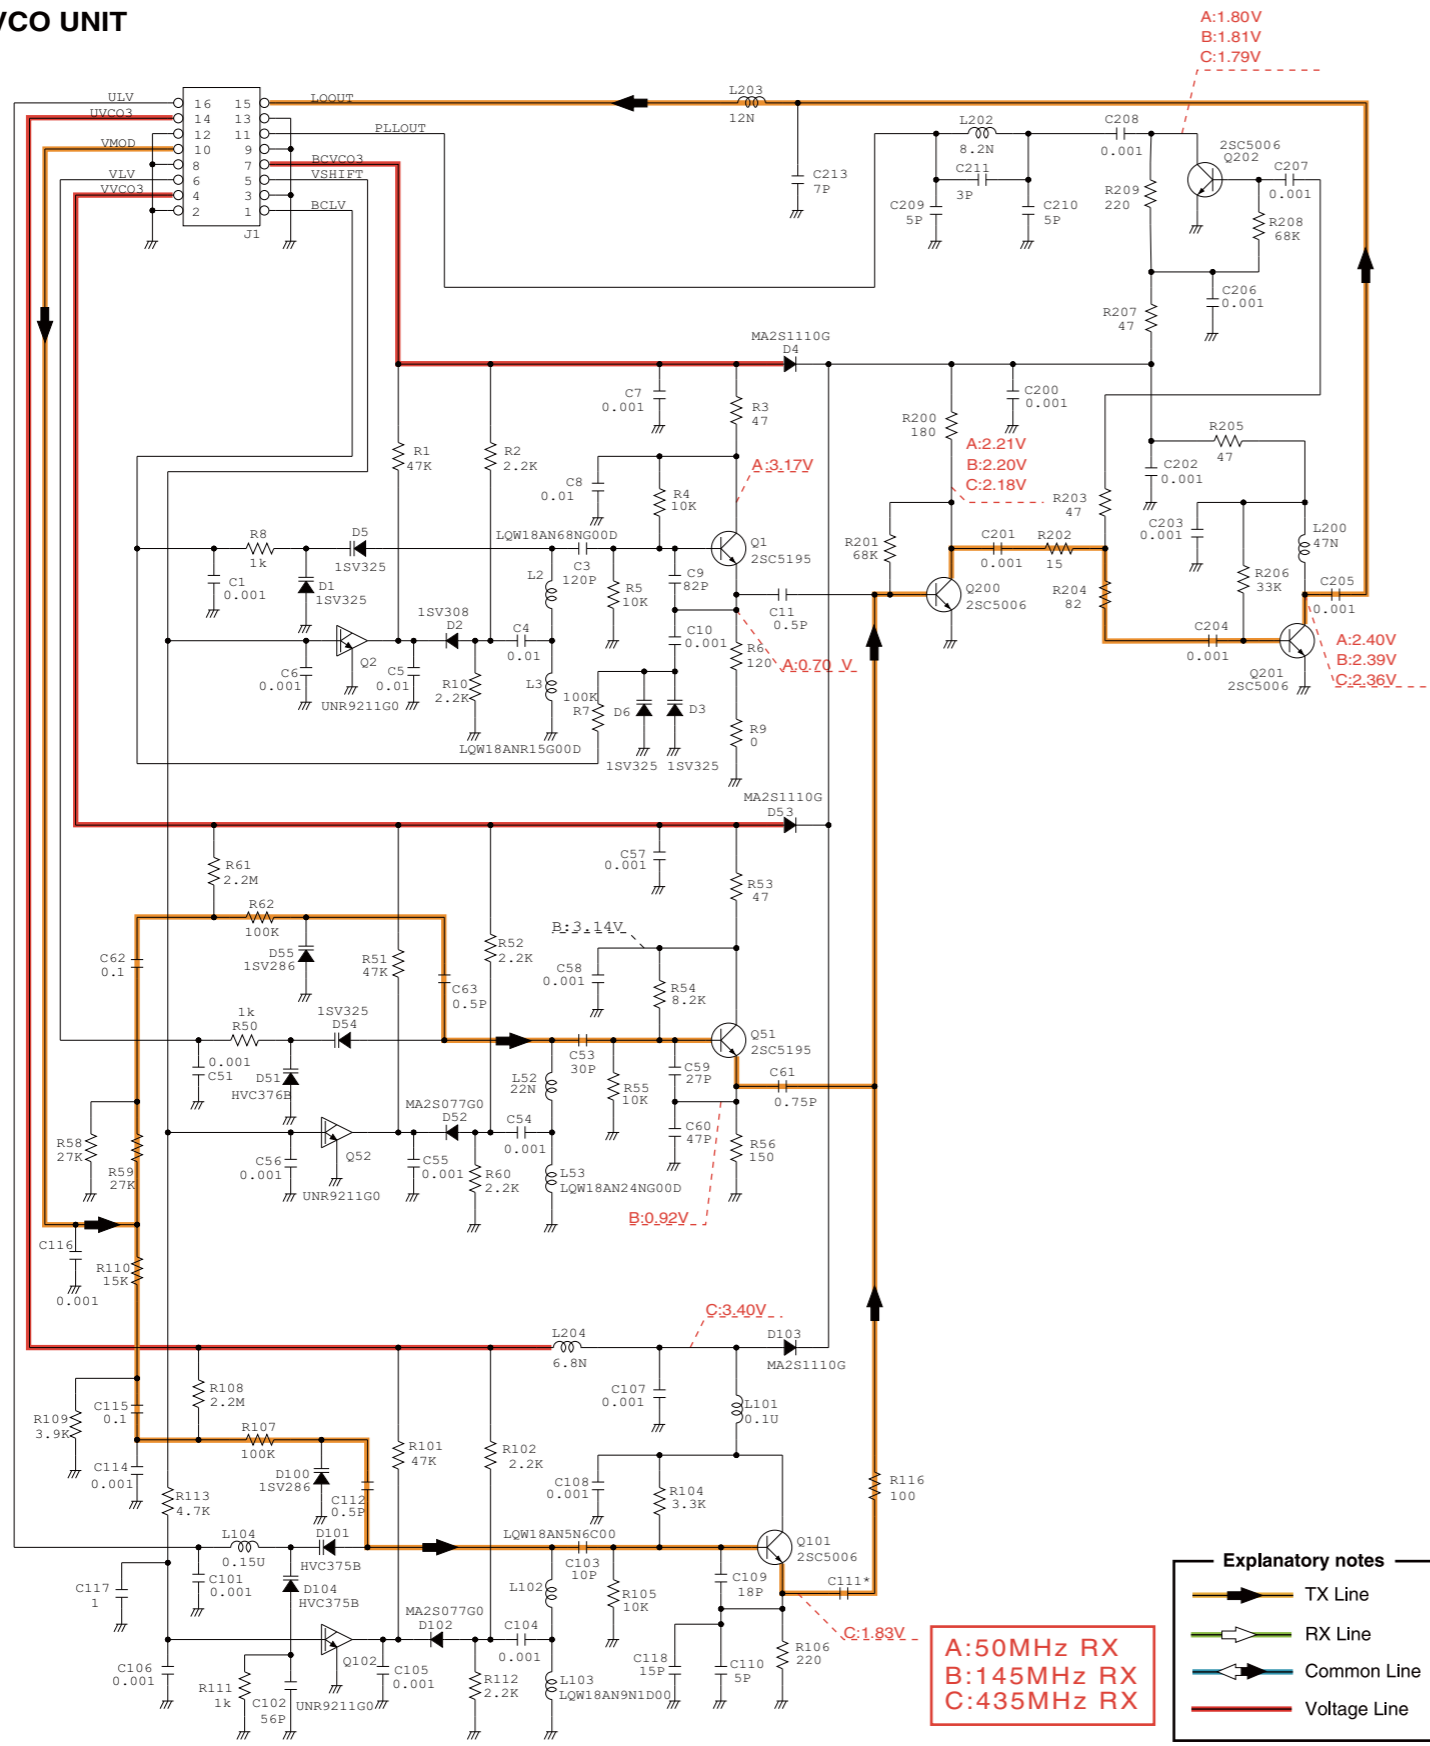 VCO UNIT
A:1.80V
B:1.81V
C:1.79V
ULV
16
15
LOOUT
UVCO3
14
13
12
11
PLLOUT
VMOD
10
9
8
7
BCVCO3
VLV
6
5
VSHIFT
VVCO3
4
3
2
1
BCLV
J1
L203
12N
C213
7P
L202
8.2N
C211
3P
C209
5P
C210
5P
C208
0.001
2SC5006
Q202
C207
0.001
R209
220
R208
68K
C206
0.001
R207
47
MA2S1110G
D4
C7
0.001
R3
47
R1
47K
R2
2.2K
C8
0.01
R4
10K
A:3.17V
R200
180
C200
0.001
A:2.21V
B:2.20V
C:2.18V
R205
47
C202
0.001
R203
47
C203
0.001
L200
47N
R206
33K
R8
1k
D5
1SV325
LQW18AN68NG00D
C3
120P
Q1
2SC5195
R201
68K
C201
0.001
R202
15
C1
0.001
D1
1SV325
L2
R5
10K
C9
82P
Q200
2SC5006
R204
82
C205
0.001
1SV308
D2
C4
0.01
C11
0.5P
C10
0.001
R6
120
A:0.70 V
C204
0.001
Q201
2SC5006
A:2.40V
B:2.39V
C:2.36V
C6
0.001
Q2
UNR9211G0
C5
0.01
R10
2.2K
L3
100K
R7
D6
D3
R9
0
LQW18ANR15G00D
1SV325
1SV325
MA2S1110G
D53
R61
2.2M
C57
0.001
R53
47
R62
100K
B:3.14V
C62
0.1
D55
1SV286
R51
47K
R52
2.2K
C58
0.001
C63
0.5P
R54
8.2K
1k
R50
1SV325
D54
Q51
2SC5195
0.001
C51
D51
HVC376B
L52
22N
C53
30P
R55
10K
C59
27P
C61
0.75P
MA2S077G0
D52
C54
0.001
R58
27K
R59
27K
C56
0.001
Q52
UNR9211G0
C55
0.001
R60
2.2K
L53
LQW18AN24NG00D
C60
47P
R56
150
B:0.92V
C116
0.001
R110
15K
C:3.40V
L204
6.8N
D103
MA2S1110G
R108
2.2M
C107
0.001
L101
0.1U
R109
3.9K
C115
0.1
R107
100K
R101
47K
R102
2.2K
C114
0.001
D100
1SV286
C112
0.5P
C108
0.001
R104
3.3K
R116
100
R113
4.7K
L104
0.15U
D101
HVC375B
LQW18AN5N6C00
C103
10P
Q101
2SC5006
C117
1
C101
0.001
D104
HVC375B
L102
R105
10K
C109
18P
C111*
MA2S077G0
D102
C104
0.001
C:1.83V
C106
0.001
R111
1k
C102
56P
Q102
UNR9211G0
C105
0.001
R112
2.2K
L103
LQW18AN9N1D00
C118
15P
C110
5P
R106
220
A:50MHz RX
B:145MHz RX
C:435MHz RX
Explanatory notes
TX Line
RX Line
Common Line
Voltage Line